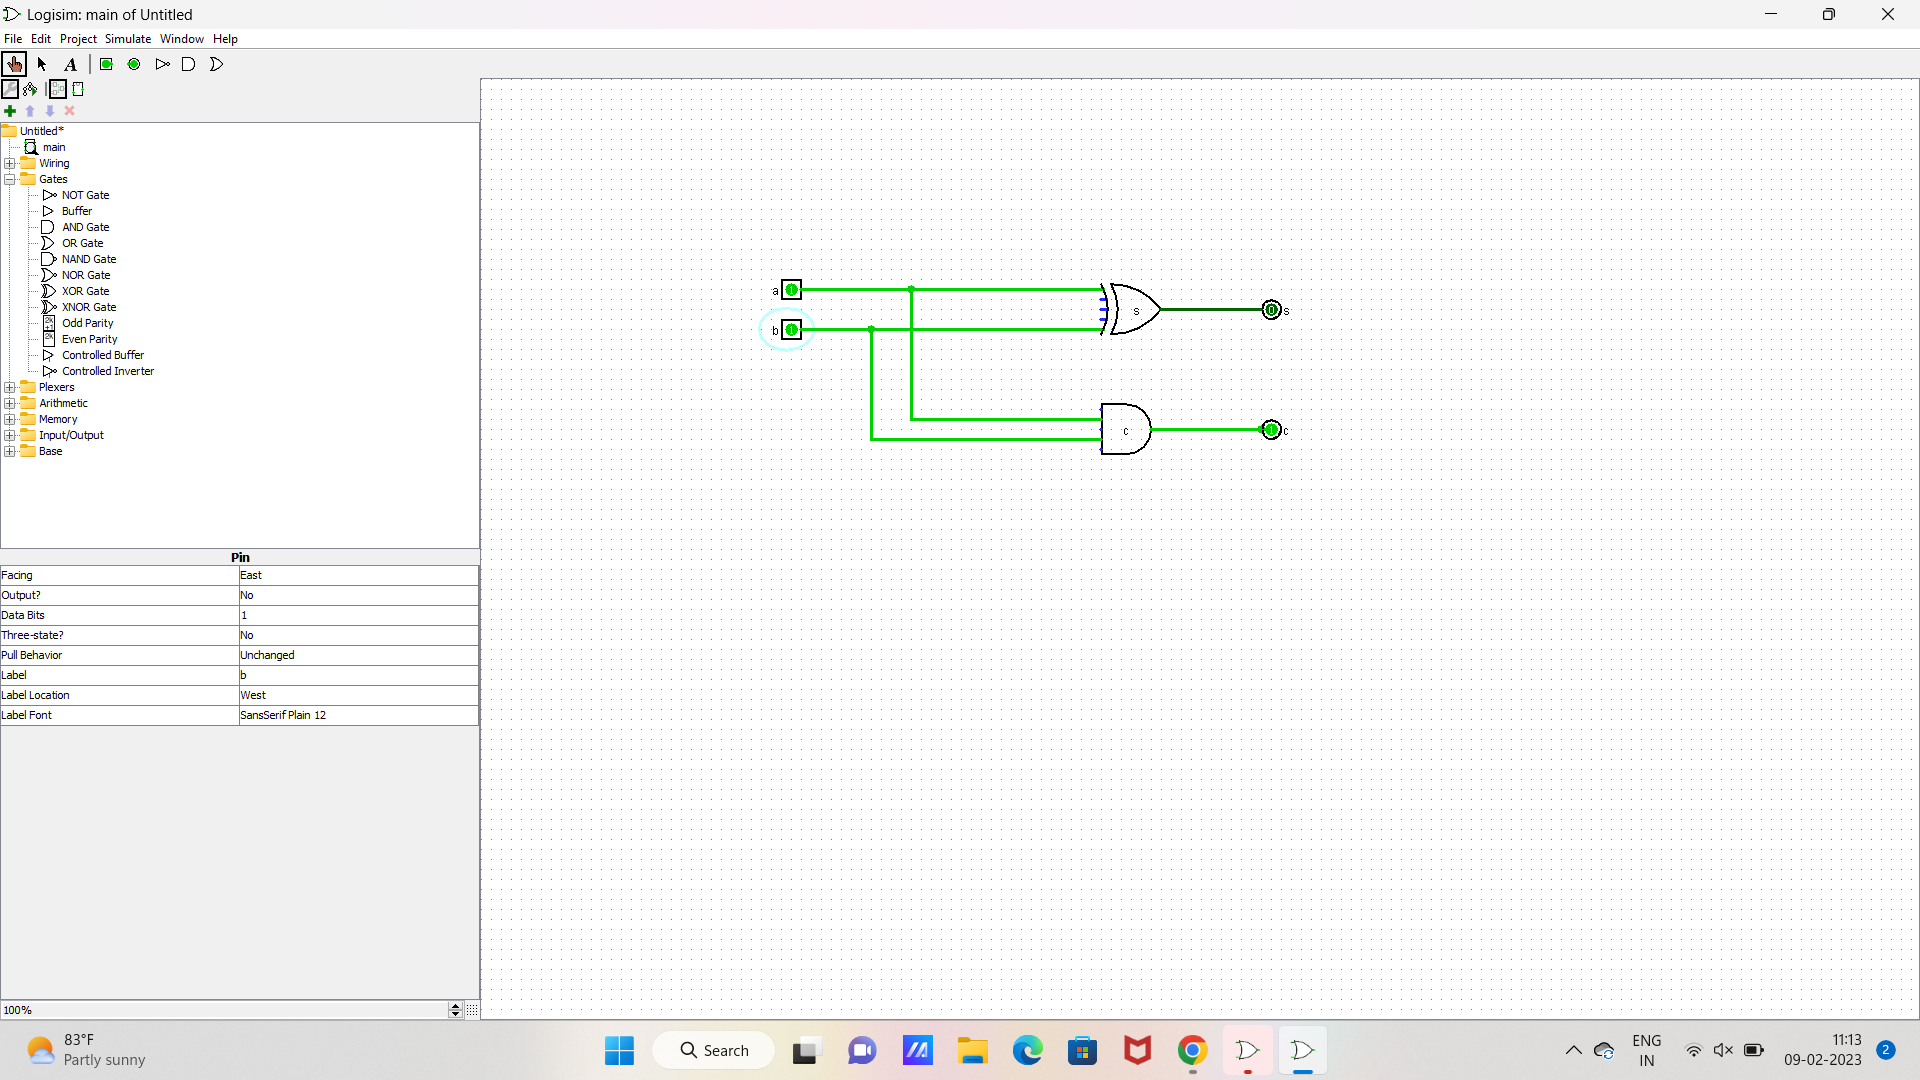 Logisim: main of Untitled
File Edit Project Simulate Window Help
A
Untitled*
main
Wiring
Gates
NOT Gate
Buffer
AND Gate
OR Gate
NAND Gate
NOR Gate
XOR Gate
XNOR Gate
Odd Parity
Even Parity
Controlled Buffer
Controlled Inverter
Plexers
Arithmetic
Memory
Input/Output
Base
Pin
Facing East
Output? No
Data Bits 1
Three-state? No
Pull Behavior Unchanged
Label b
Label Location West
Label Font SansSerif Plain 12
100%
a 1
b 1
s
0 s
c
1 c
83°F
Partly sunny
Search
ENG
IN
11:13
09-02-2023
2